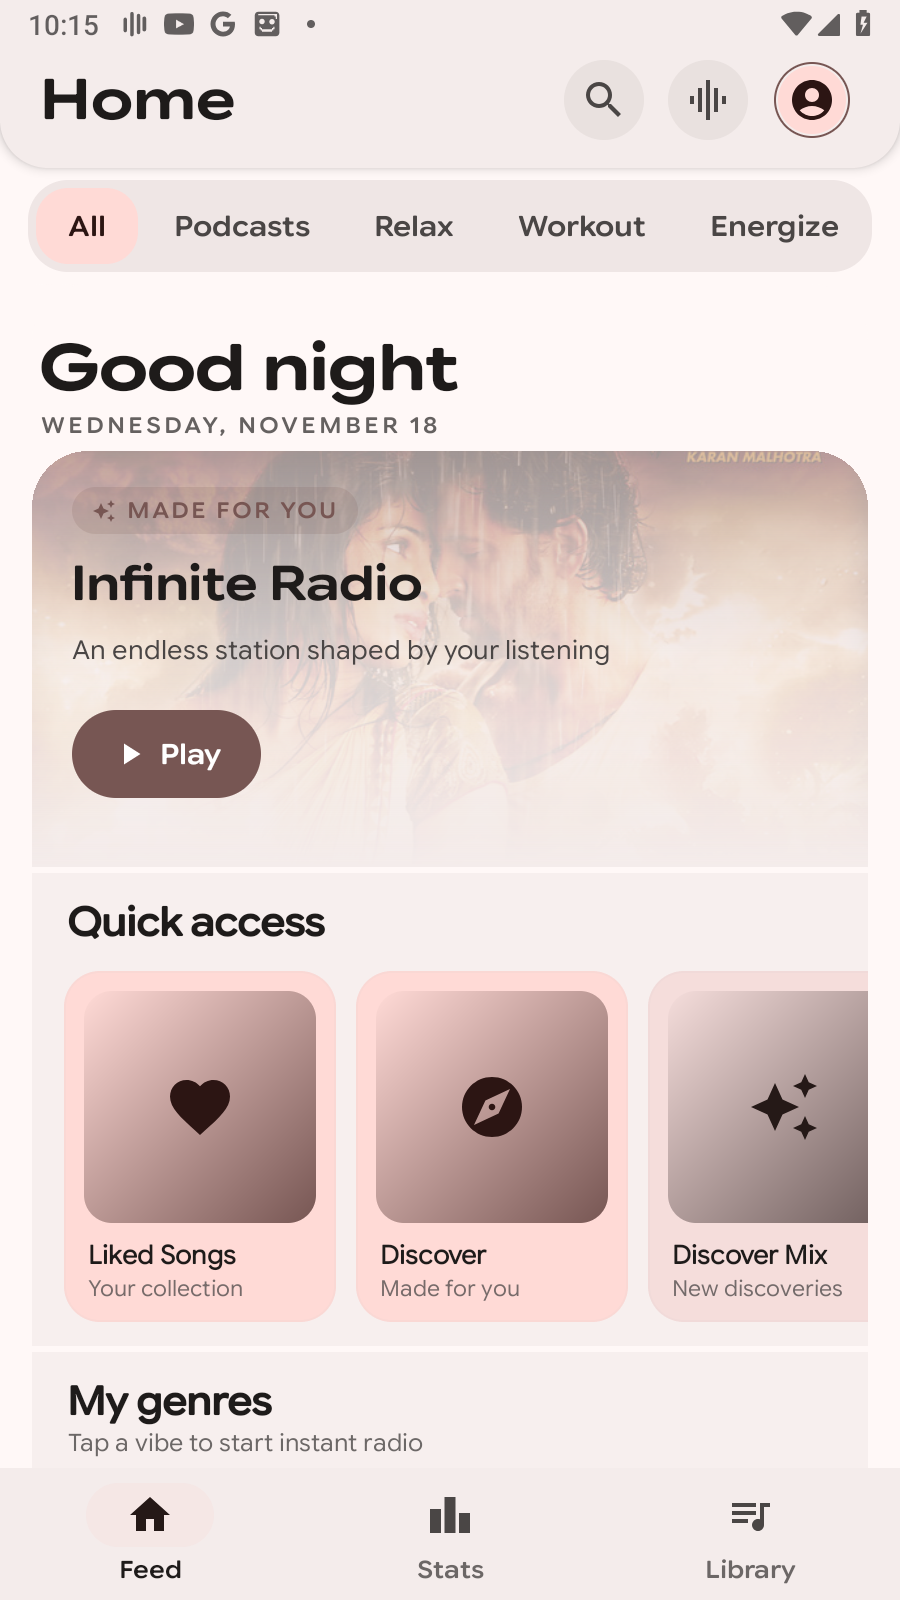 10:15
Home
All
Podcasts
Relax
Workout
Energize
Good night
WEDNESDAY, NOVEMBER 18
KARAN MALHOTRA
MADE FOR YOU
Infinite Radio
An endless station shaped by your listening
Play
Quick access
Liked Songs
Your collection
Discover
Made for you
Discover Mix
New discoveries
My genres
Tap a vibe to start instant radio
Feed
Stats
Library